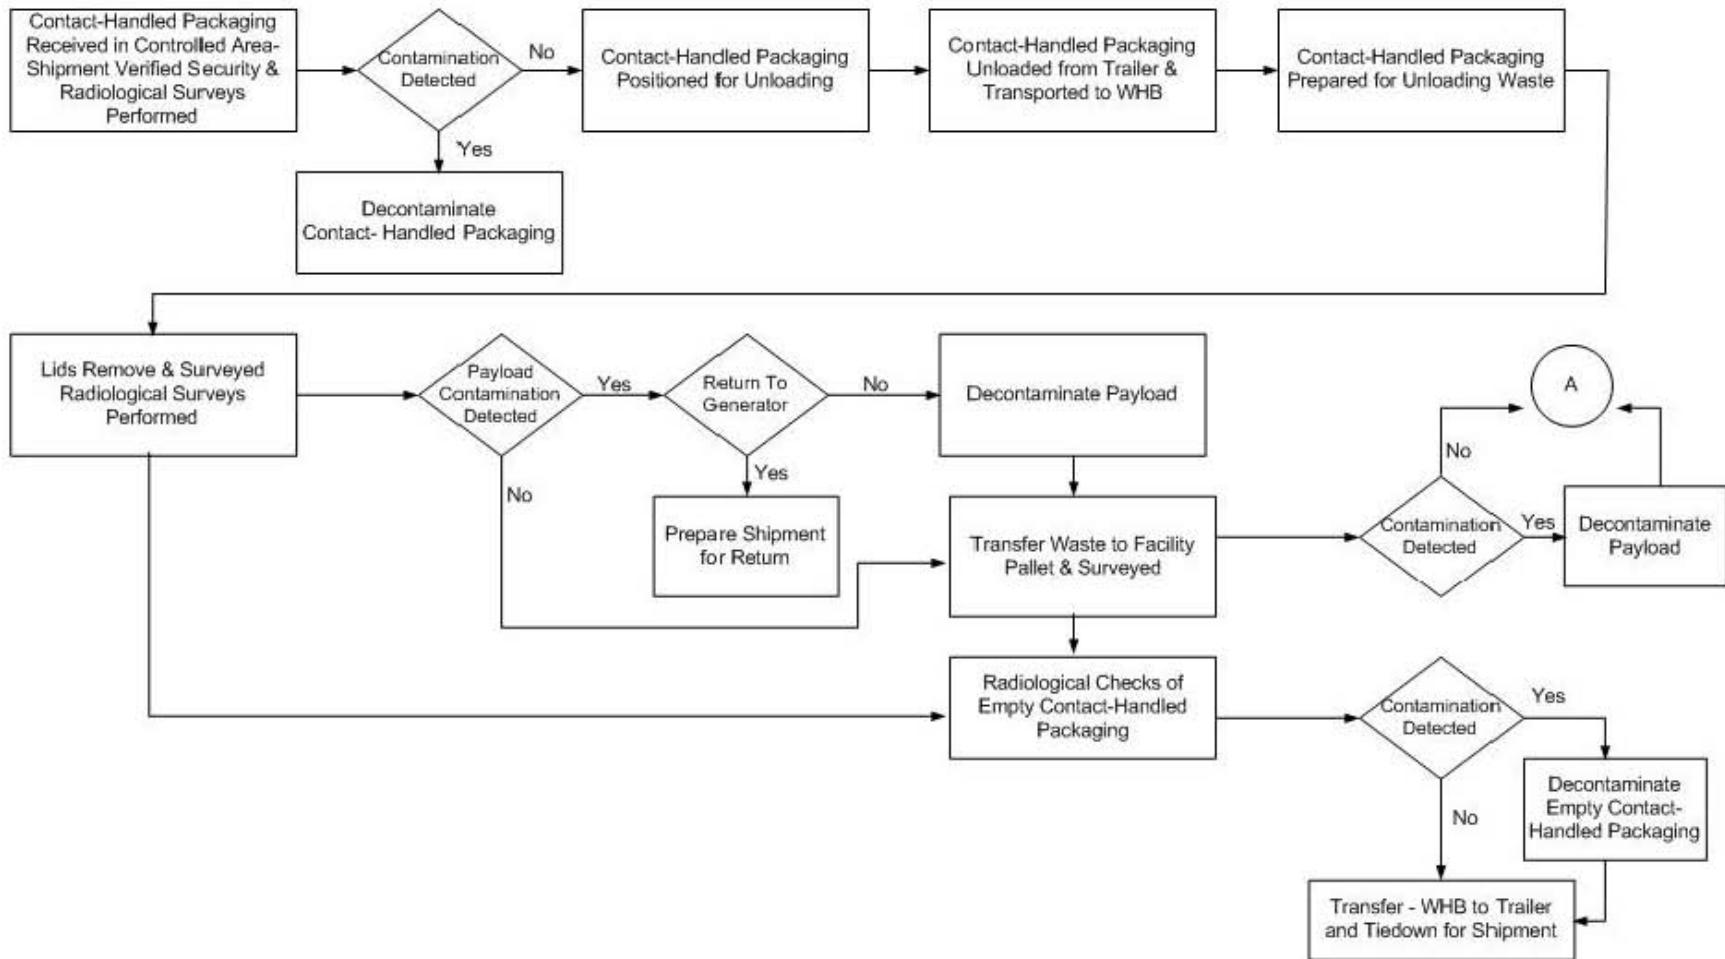 Contact-Handled Packaging
Received in Controlled Area-
Shipment Verified Security &
Radiological Surveys
Performed
Contamination
Detected
No
Yes
Contact-Handled Packaging
Positioned for Unloading
Contact-Handled Packaging
Unloaded from Trailer &
Transported to WHB
Contact-Handled Packaging
Prepared for Unloading Waste
Decontaminate
Contact- Handled Packaging
Lids Remove & Surveyed
Radiological Surveys
Performed
Payload
Contamination
Detected
Yes
No
Return To
Generator
No
Yes
Decontaminate Payload
Prepare Shipment
for Return
Transfer Waste to Facility
Pallet & Surveyed
Contamination
Detected
No
Yes
A
Decontaminate
Payload
Radiological Checks of
Empty Contact-Handled
Packaging
Contamination
Detected
Yes
No
Decontaminate
Empty Contact-
Handled Packaging
Transfer - WHB to Trailer
and Tiedown for Shipment